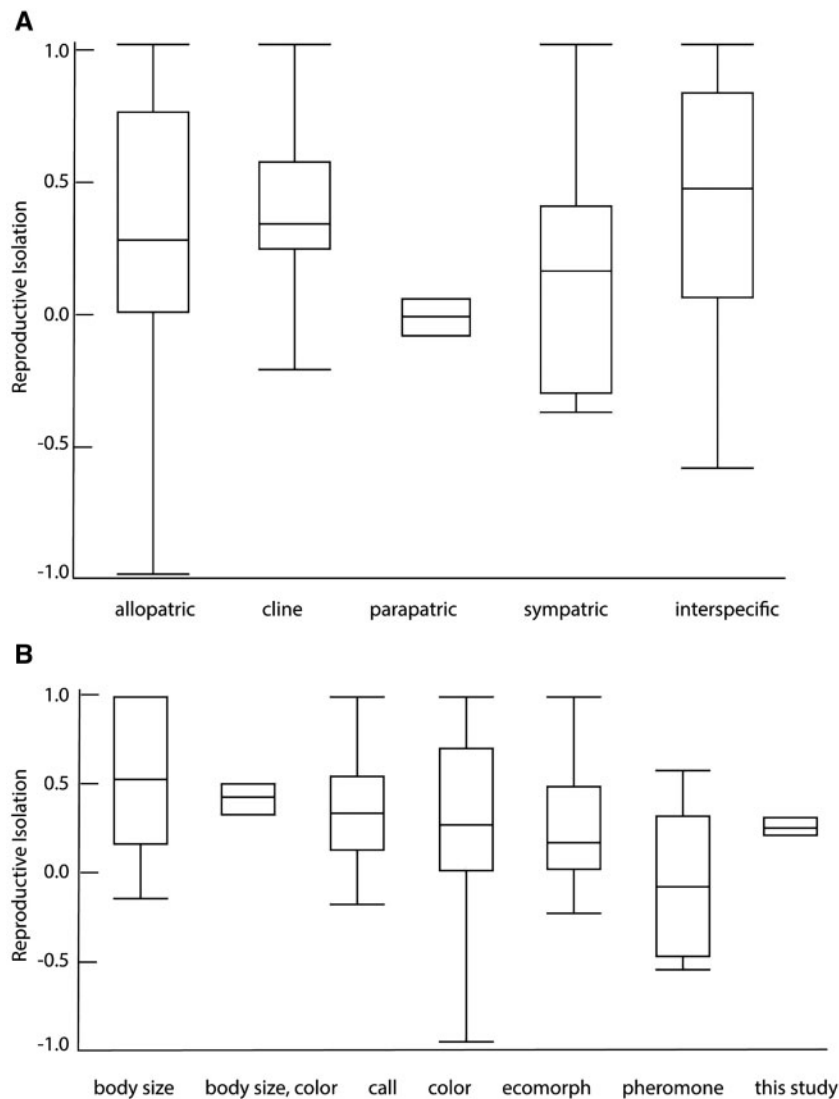 A
1.0
0.5
0.0
-0.5
-1.0
Reproductive Isolation
allopatric cline parapatric sympatric interspecific
B
1.0
0.5
0.0
-0.5
-1.0
Reproductive Isolation
body size body size, color call color ecomorph pheromone this study